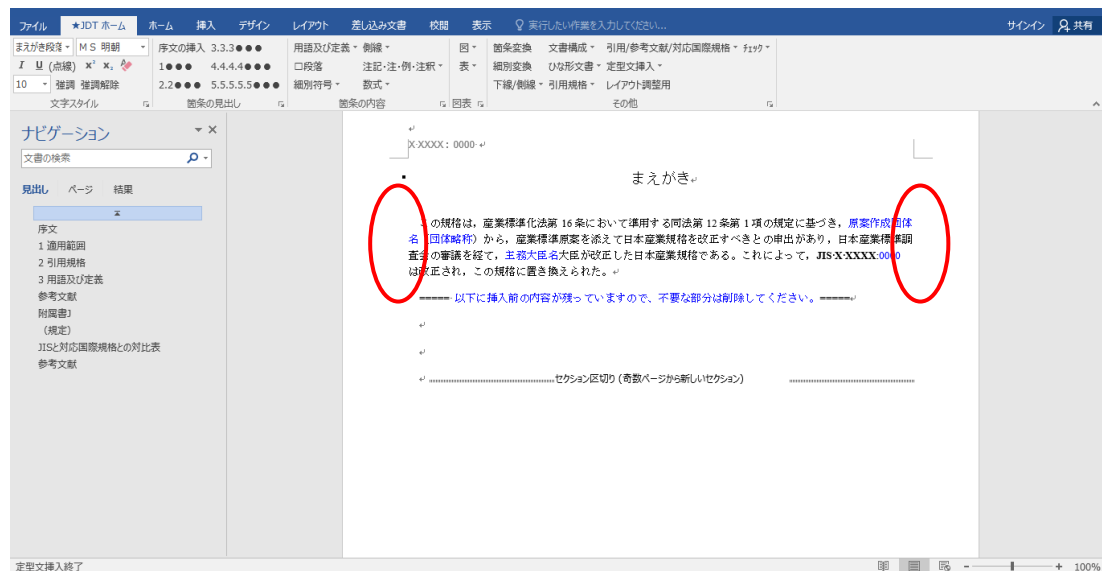 ファイル ★JDT ホーム ホーム 挿入 デザイン レイアウト 差し込み文書 校閲 表示 実行したい作業を入力してください... サインイン 共有
まえがき段落 MS 明朝 序文の挿入 3.3.3●●● 用語及び定義 側線 図 箇条変換 文書構成 引用/参考文献/対応国際規格 チェック
I U (点線) x² x₂ 1●●● 4.4.4.4●●● 口段落 注記・注・例・注釈 表 細別変換 ひな形文書 定型文挿入
10 強調 強調解除 2.2●●● 5.5.5.5.5●●● 細別符号 数式 下線/側線 引用規格 レイアウト調整用
文字スタイル 箇条の見出し 箇条の内容 図表 その他
ナビゲーション
文書の検索
見出し ページ 結果
序文
1 適用範囲
2 引用規格
3 用語及び定義
参考文献
附属書J
(規定)
JISと対応国際規格との対比表
参考文献
X XXXX : 0000
まえがき
の規格は，産業標準化法第 16 条において準用する同法第 12 条第 1 項の規定に基づき，原案作成団体
名（団体略称）から，産業標準原案を添えて日本産業規格を改正すべきとの申出があり，日本産業標準調
査会の審議を経て，主務大臣名大臣が改正した日本産業規格である。これによって，JIS X XXXX:0000
は改正され，この規格に置き換えられた。
===== 以下に挿入前の内容が残っていますので、不要な部分は削除してください。=====
セクション区切り (奇数ページから新しいセクション)
定型文挿入終了 - + 100%